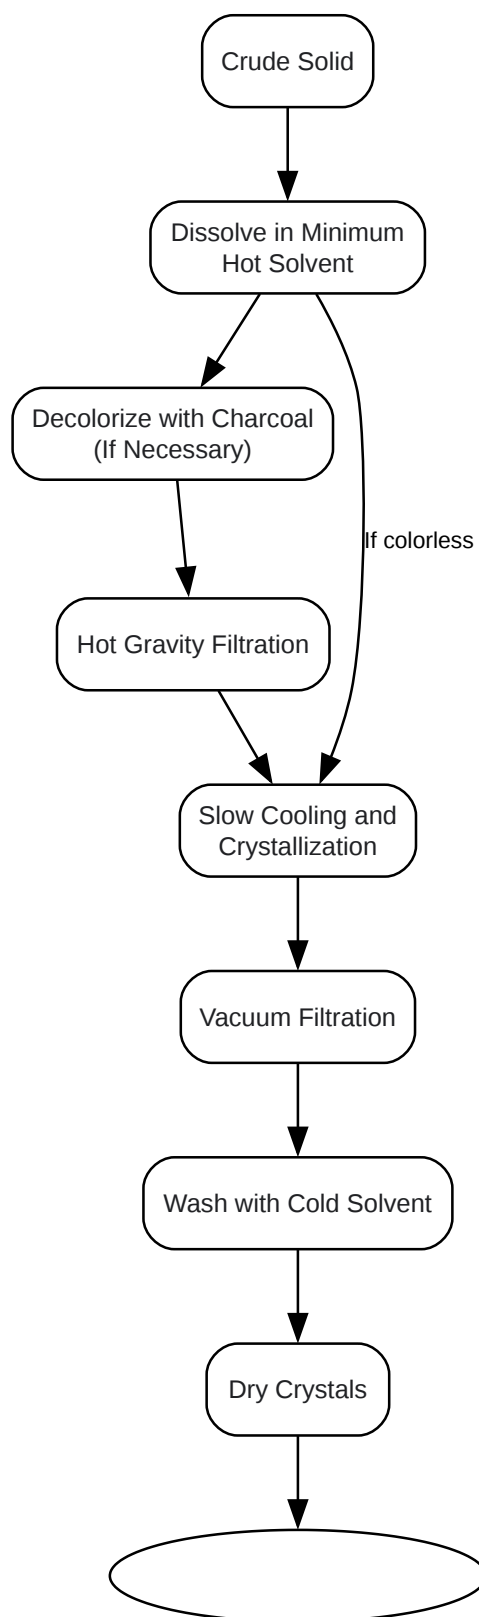 Crude Solid
Dissolve in Minimum
Hot Solvent
Decolorize with Charcoal
(If Necessary)
If colorless
Hot Gravity Filtration
Slow Cooling and
Crystallization
Vacuum Filtration
Wash with Cold Solvent
Dry Crystals